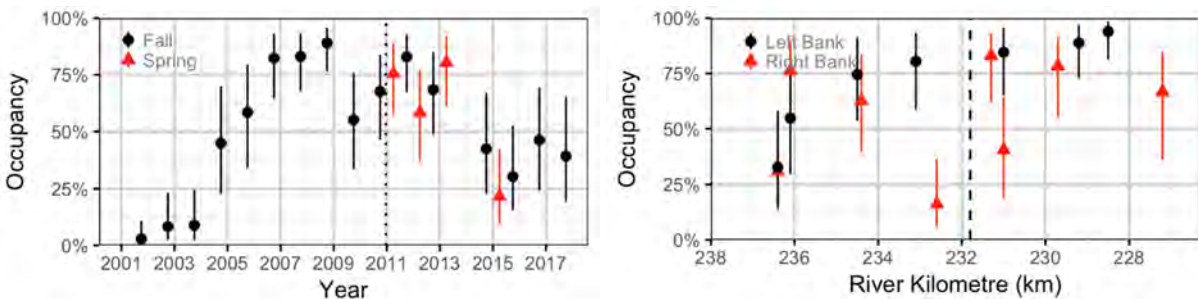 100%
75%
50%
25%
0%
Occupancy
Fall
Spring
2001 2003 2005 2007 2009 2011 2013 2015 2017
Year
100%
75%
50%
25%
0%
Occupancy
Left Bank
Right Bank
238 236 234 232 230 228
River Kilometre (km)